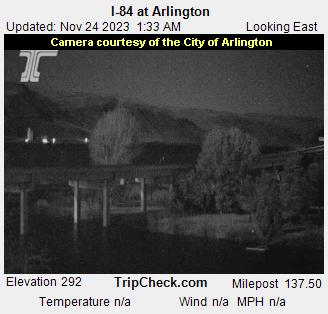 I-84 at Arlington
Updated: Nov 24 2023 1:33 AM Looking East
Camera courtesy of the City of Arlington
Elevation 292 TripCheck.com Milepost 137.50
Temperature n/a Wind n/a MPH n/a